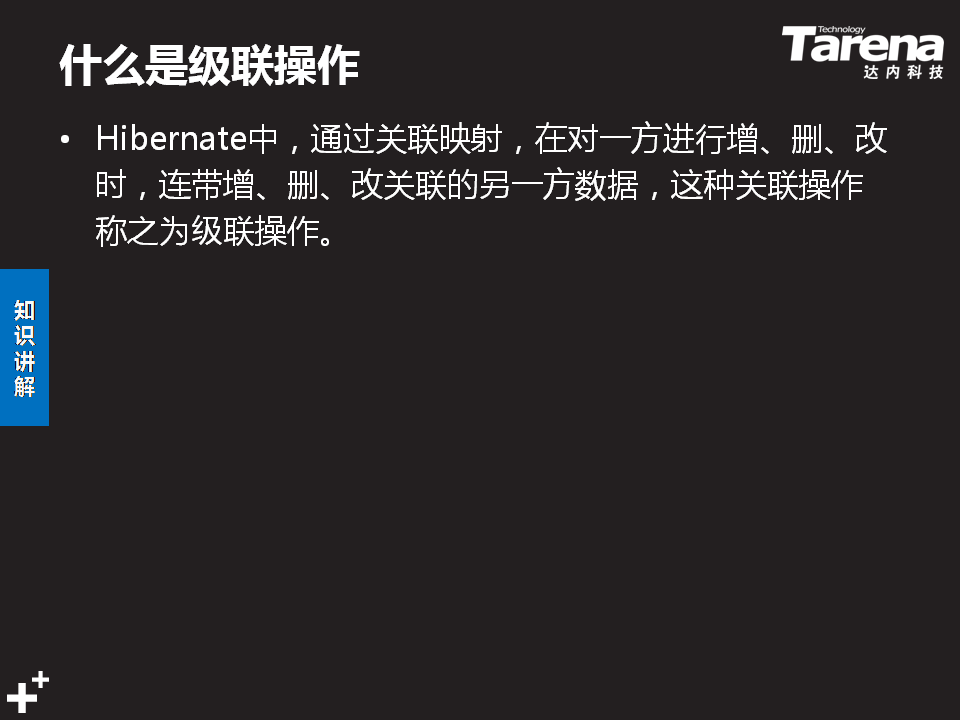 什么是级联操作
Technology
Tarena
达内科技
• Hibernate中，通过关联映射，在对一方进行增、删、改
时，连带增、删、改关联的另一方数据，这种关联操作
称之为级联操作。
知识讲解